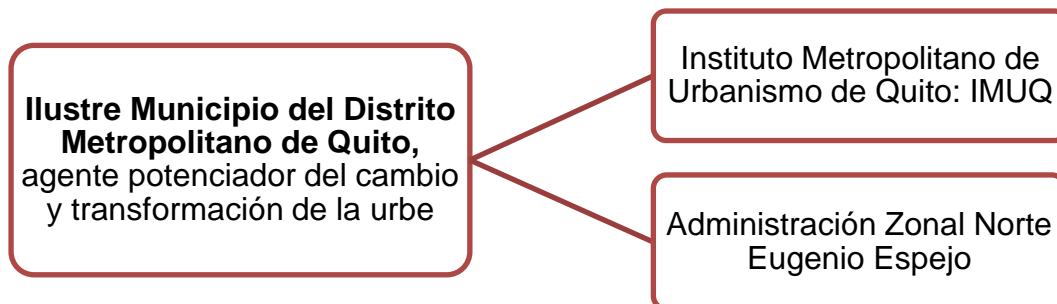 Ilustre Municipio del Distrito
Metropolitano de Quito,
agente potenciador del cambio
y transformación de la urbe
Instituto Metropolitano de
Urbanismo de Quito: IMUQ
Administración Zonal Norte
Eugenio Espejo